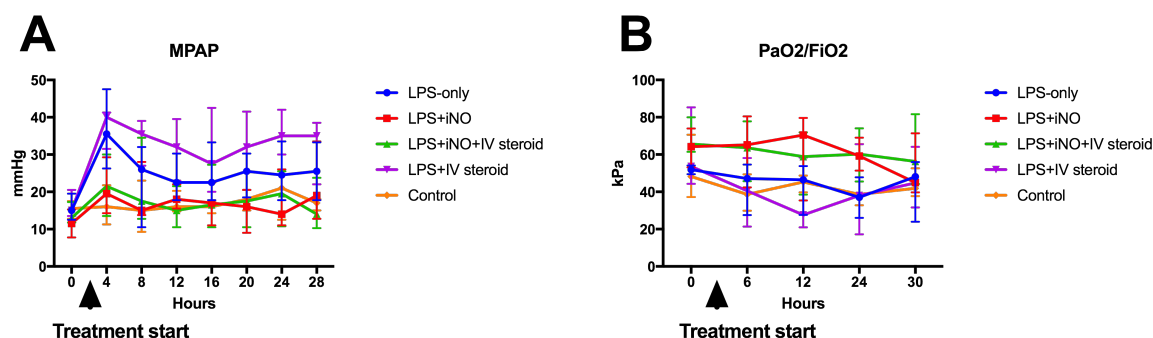 A
MPAP
mmHg
50
40
30
20
10
0
0 4 8 12 16 20 24 28
Hours
Treatment start
LPS-only
LPS+iNO
LPS+iNO+IV steroid
LPS+IV steroid
Control
B
PaO2/FiO2
kPa
100
80
60
40
20
0
0 6 12 24 30
Hours
Treatment start
LPS-only
LPS+iNO
LPS+iNO+IV steroid
LPS+IV steroid
Control